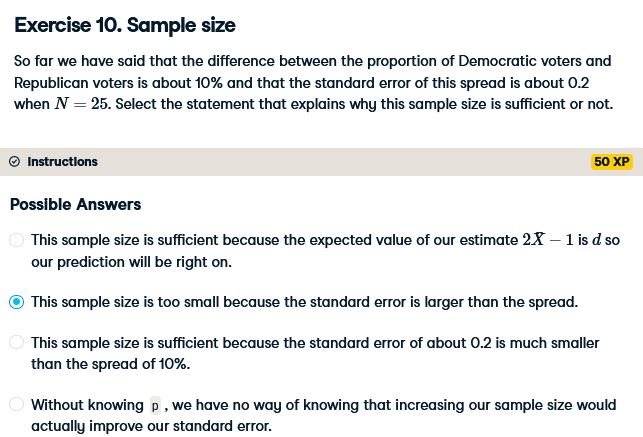 Exercise 10. Sample size
So far we have said that the difference between the proportion of Democratic voters and
Republican voters is about 10% and that the standard error of this spread is about 0.2
when N = 25. Select the statement that explains why this sample size is sufficient or not.
Instructions
50 XP
Possible Answers
This sample size is sufficient because the expected value of our estimate 2X̄ − 1 is d so
our prediction will be right on.
This sample size is too small because the standard error is larger than the spread.
This sample size is sufficient because the standard error of about 0.2 is much smaller
than the spread of 10%.
Without knowing p , we have no way of knowing that increasing our sample size would
actually improve our standard error.